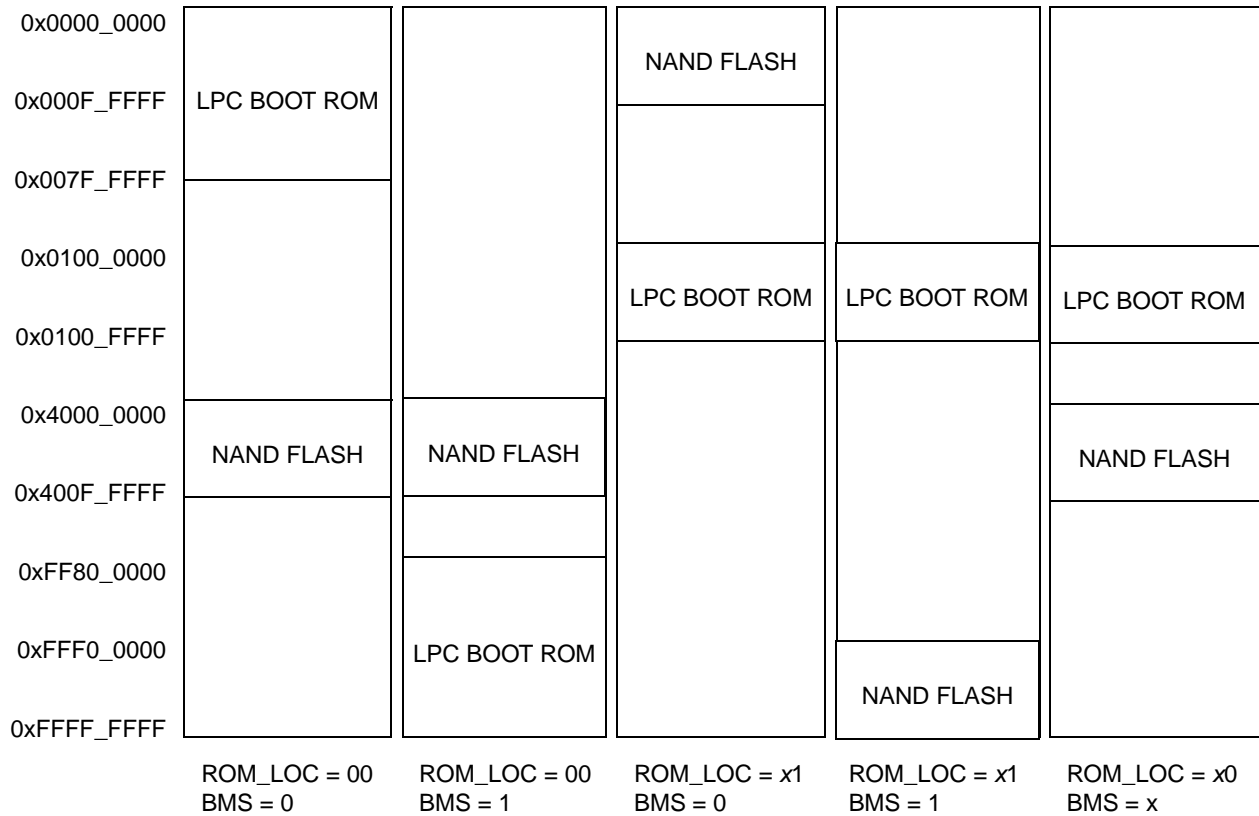 0x0000_0000
0x000F_FFFF
0x007F_FFFF
0x0100_0000
0x0100_FFFF
0x4000_0000
0x400F_FFFF
0xFF80_0000
0xFFF0_0000
0xFFFF_FFFF
LPC BOOT ROM
NAND FLASH
ROM_LOC = 00
BMS = 0
NAND FLASH
LPC BOOT ROM
ROM_LOC = 00
BMS = 1
NAND FLASH
LPC BOOT ROM
ROM_LOC = x1
BMS = 0
LPC BOOT ROM
NAND FLASH
ROM_LOC = x1
BMS = 1
LPC BOOT ROM
NAND FLASH
ROM_LOC = x0
BMS = x